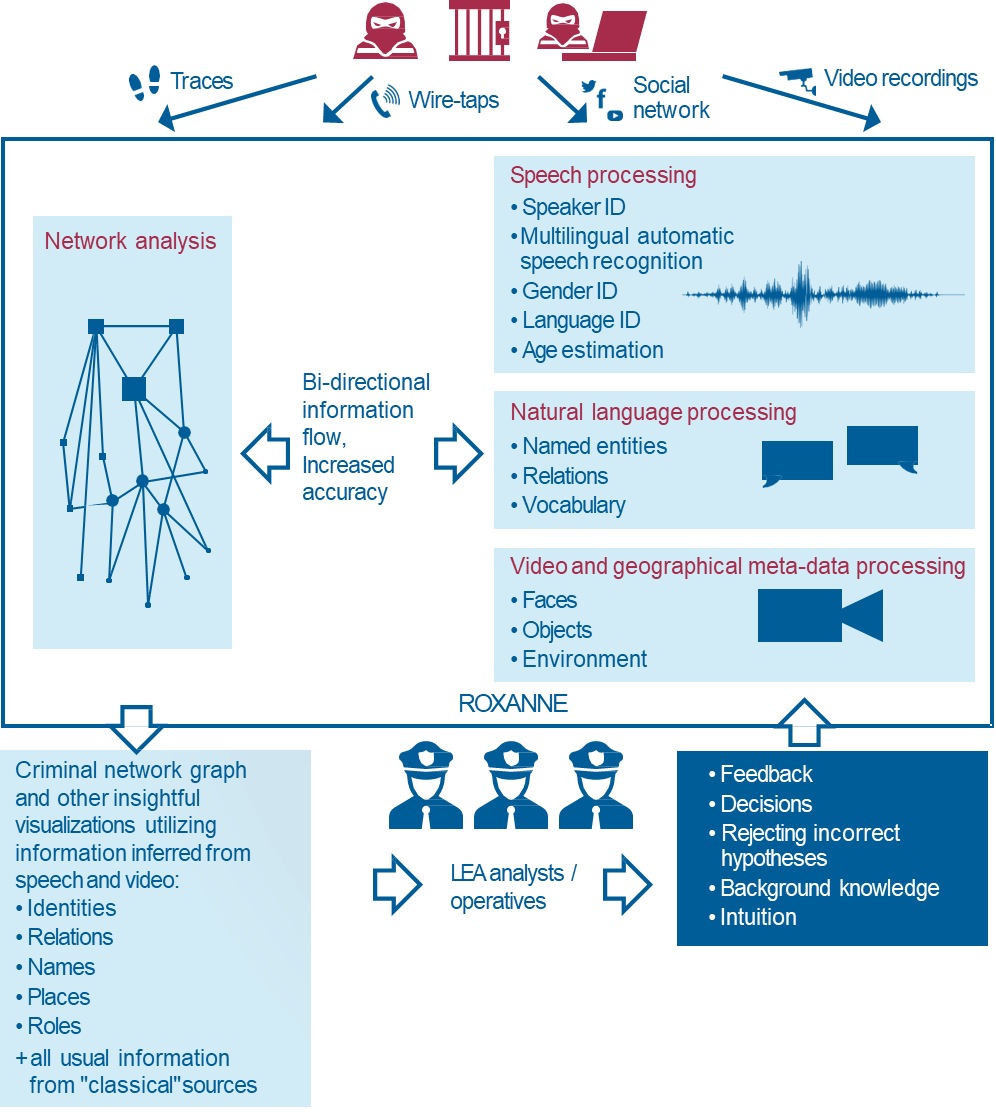 Traces
Wire-taps
Social
network
Video recordings
Network analysis
Bi-directional
information
flow,
Increased
accuracy
Speech processing
• Speaker ID
• Multilingual automatic
speech recognition
• Gender ID
• Language ID
• Age estimation
Natural language processing
• Named entities
• Relations
• Vocabulary
Video and geographical meta-data processing
• Faces
• Objects
• Environment
ROXANNE
Criminal network graph
and other insightful
visualizations utilizing
information inferred from
speech and video:
• Identities
• Relations
• Names
• Places
• Roles
+ all usual information
from "classical" sources
LEA analysts /
operatives
• Feedback
• Decisions
• Rejecting incorrect
hypotheses
• Background knowledge
• Intuition